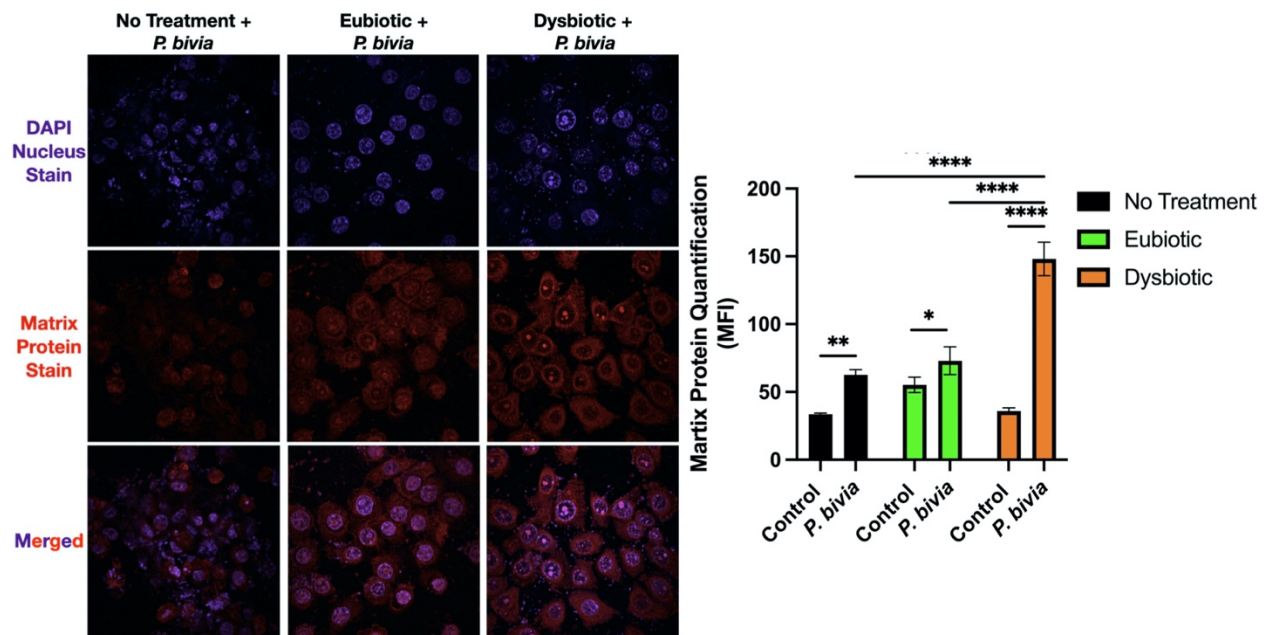 No Treatment +
P. bivia
Eubiotic +
P. bivia
Dysbiotic +
P. bivia
DAPI
Nucleus
Stain
Matrix
Protein
Stain
Merged
Martix Protein Quantification
(MFI)
200
150
100
50
0
**
*
****
****
****
Control
P. bivia
Control
P. bivia
Control
P. bivia
No Treatment
Eubiotic
Dysbiotic